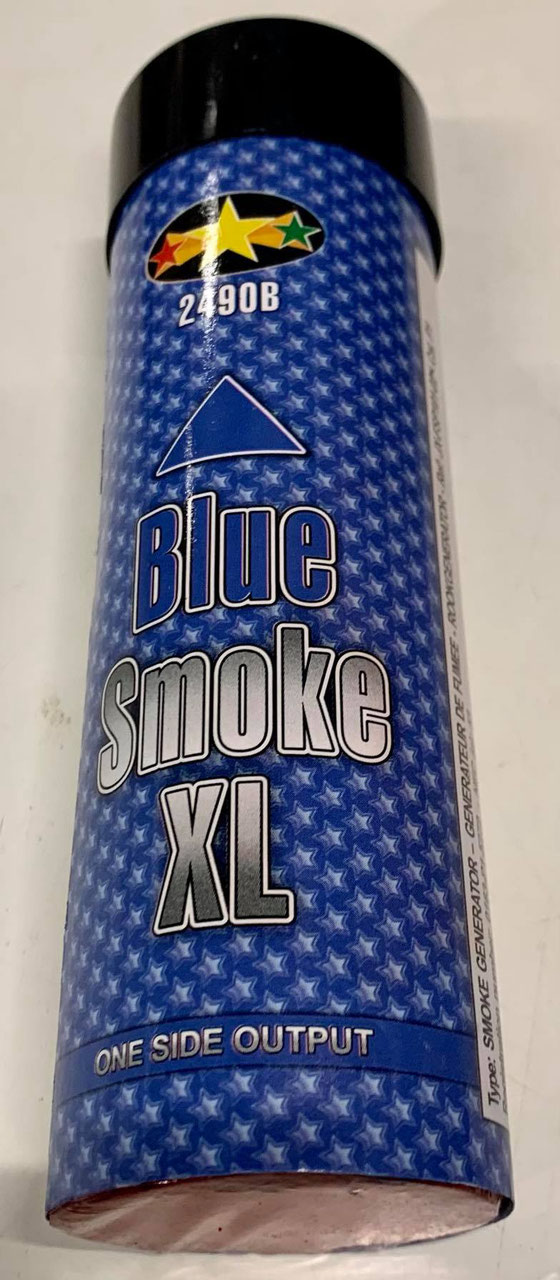 2490B
Blue
Smoke
XL
ONE SIDE OUTPUT
Type: SMOKE GENERATOR - GENERATEUR DE FUMEE - ROOKGENERATOR -